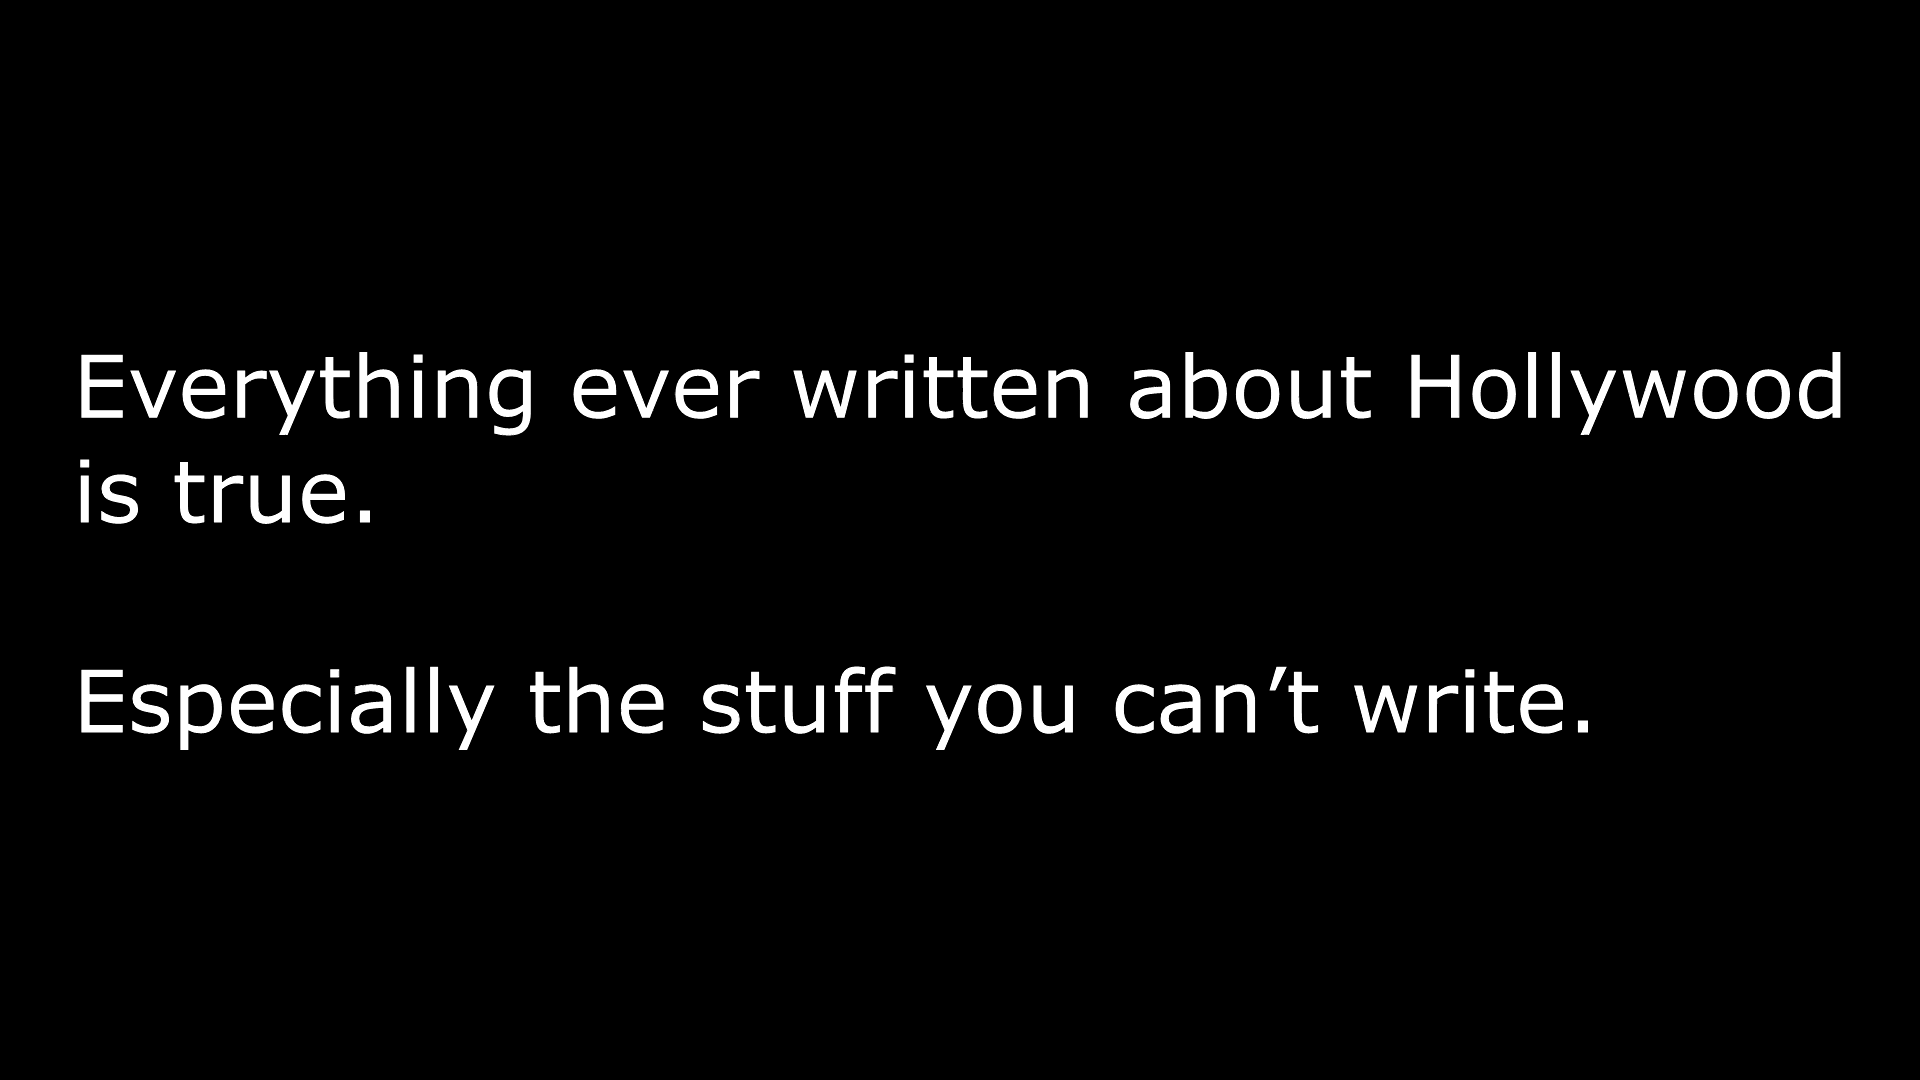 Everything ever written about Hollywood
is true.
Especially the stuff you can’t write.